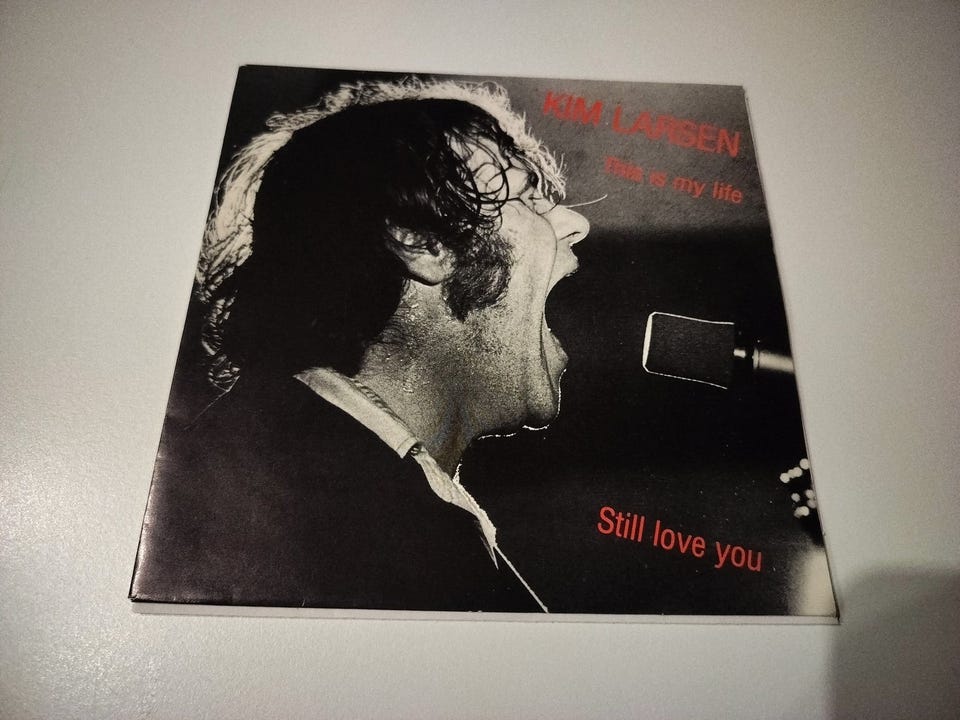 KIM LARSEN
This is my life
Still love you